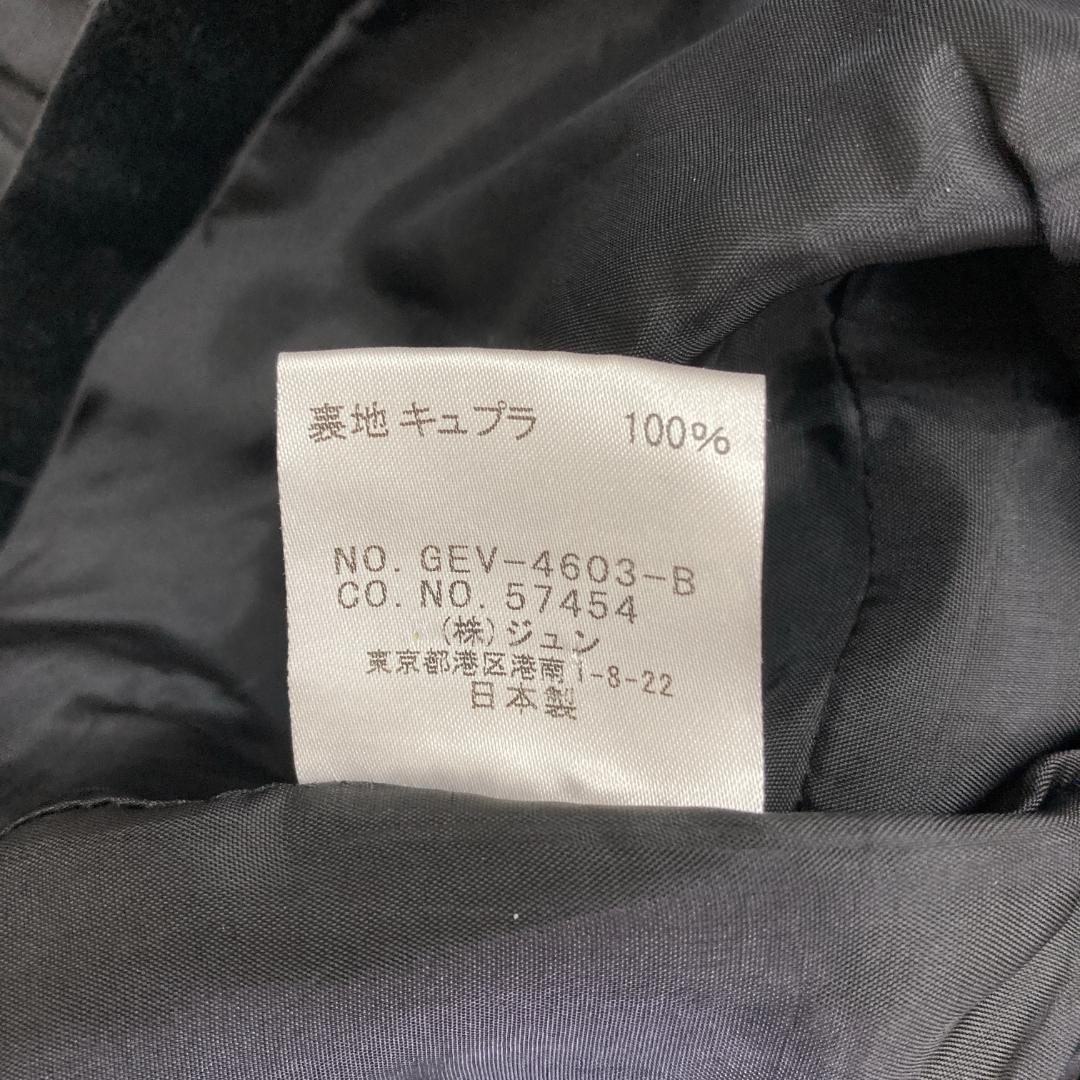 裏地 キュプラ 100%
NO. GEV-4603-B
CO. NO. 57454
(株)ジュン
東京都港区港南1-8-22
日本製